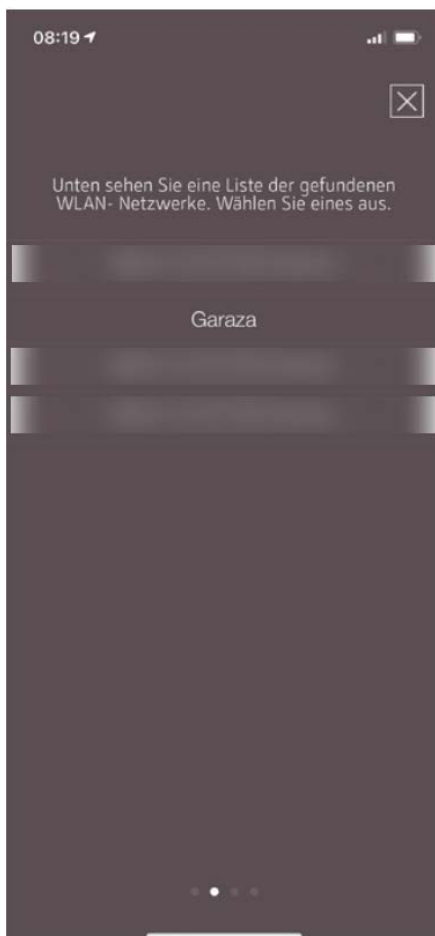 08:19
Unten sehen Sie eine Liste der gefundenen
WLAN- Netzwerke. Wählen Sie eines aus.
Garaza